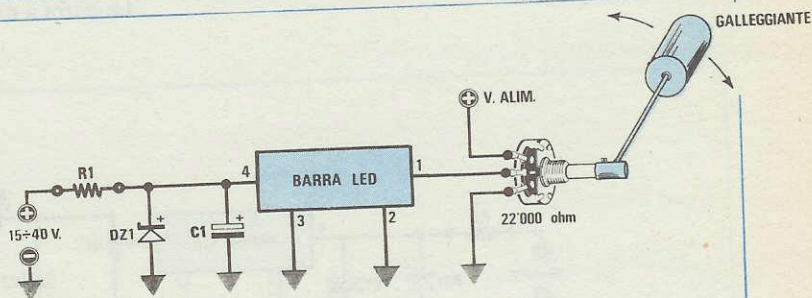 GALLEGGIANTE
V. ALIM.
R1
4
BARRA LED
1
15÷40 V.
DZ1
C1
3
2
22'000 ohm